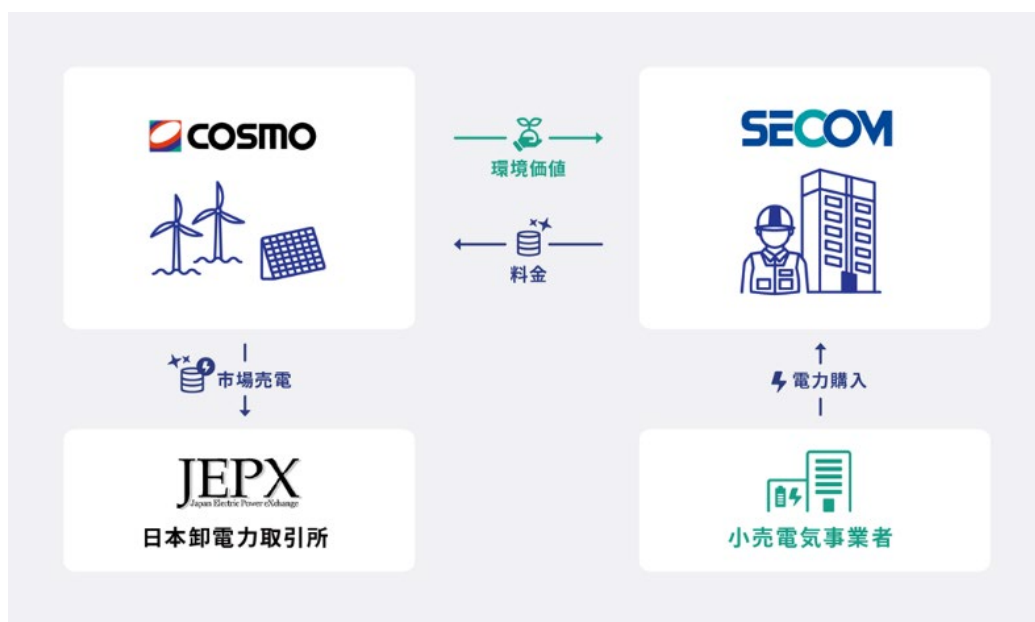 COSMO
環境価値
SECOM
料金
市場売電
電力購入
JEPX
Japan Electric Power eXchange
日本卸電力取引所
小売電気事業者